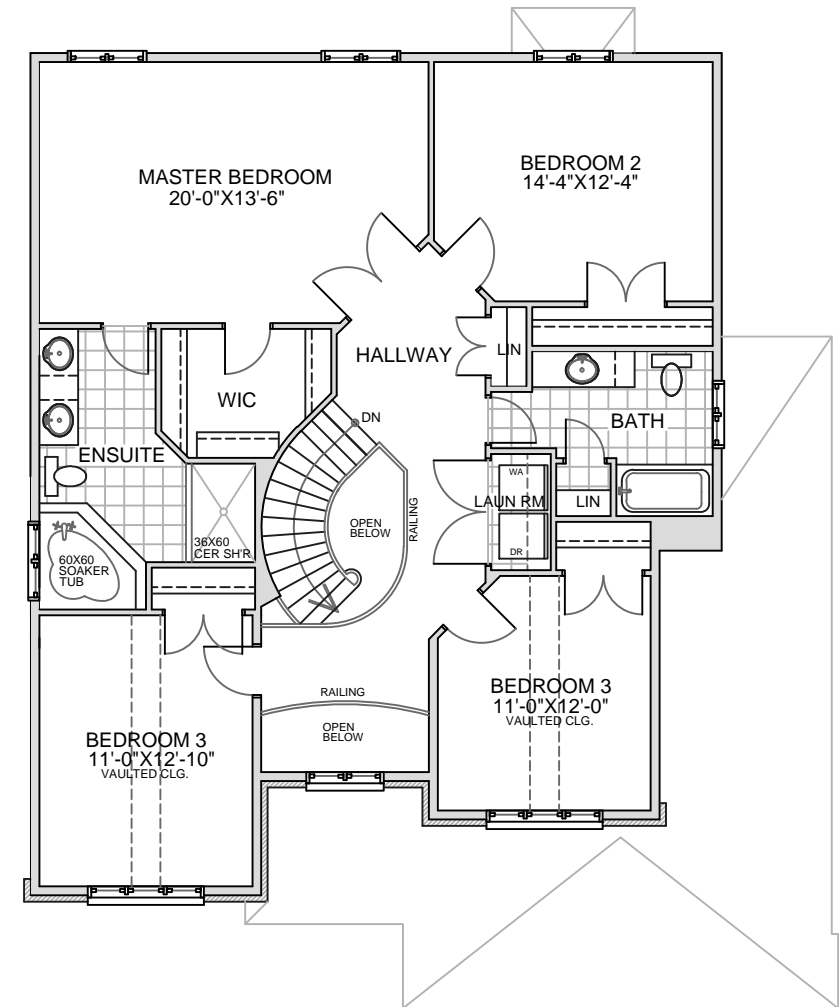 MASTER BEDROOM
20'-0"X13'-6"
BEDROOM 2
14'-4"X12'-4"
HALLWAY
LIN
WIC
DN
BATH
ENSUITE
WA
LAUN RM
LIN
OPEN
BELOW
RAILING
36X60
CER SH'R
DR
60X60
SOAKER
TUB
RAILING
OPEN
BELOW
BEDROOM 3
11'-0"X12'-0"
VAULTED CLG.
BEDROOM 3
11'-0"X12'-10"
VAULTED CLG.